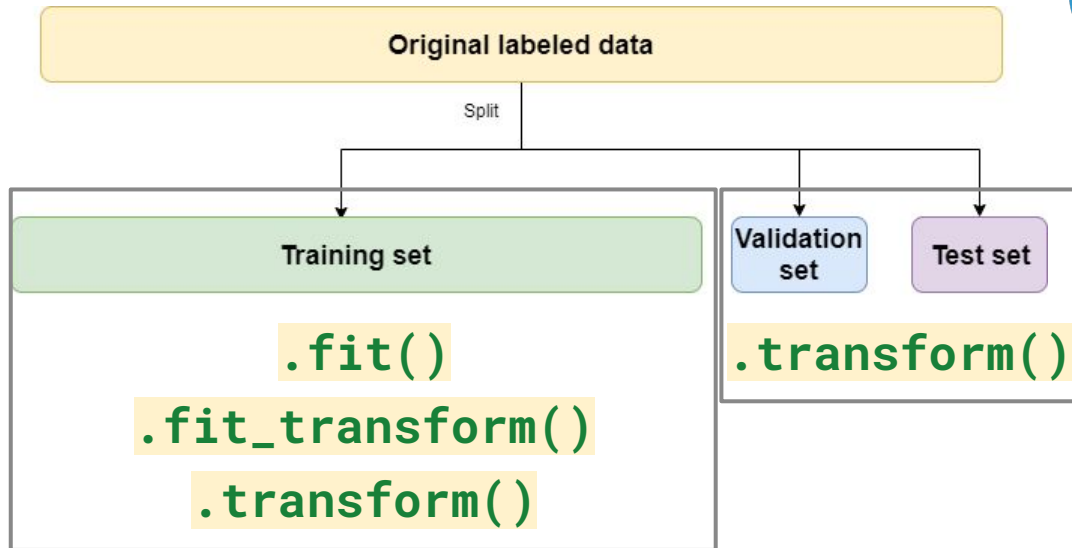 Original labeled data
Split
Training set
Validation
set
Test set
.fit()
.fit_transform()
.transform()
.transform()